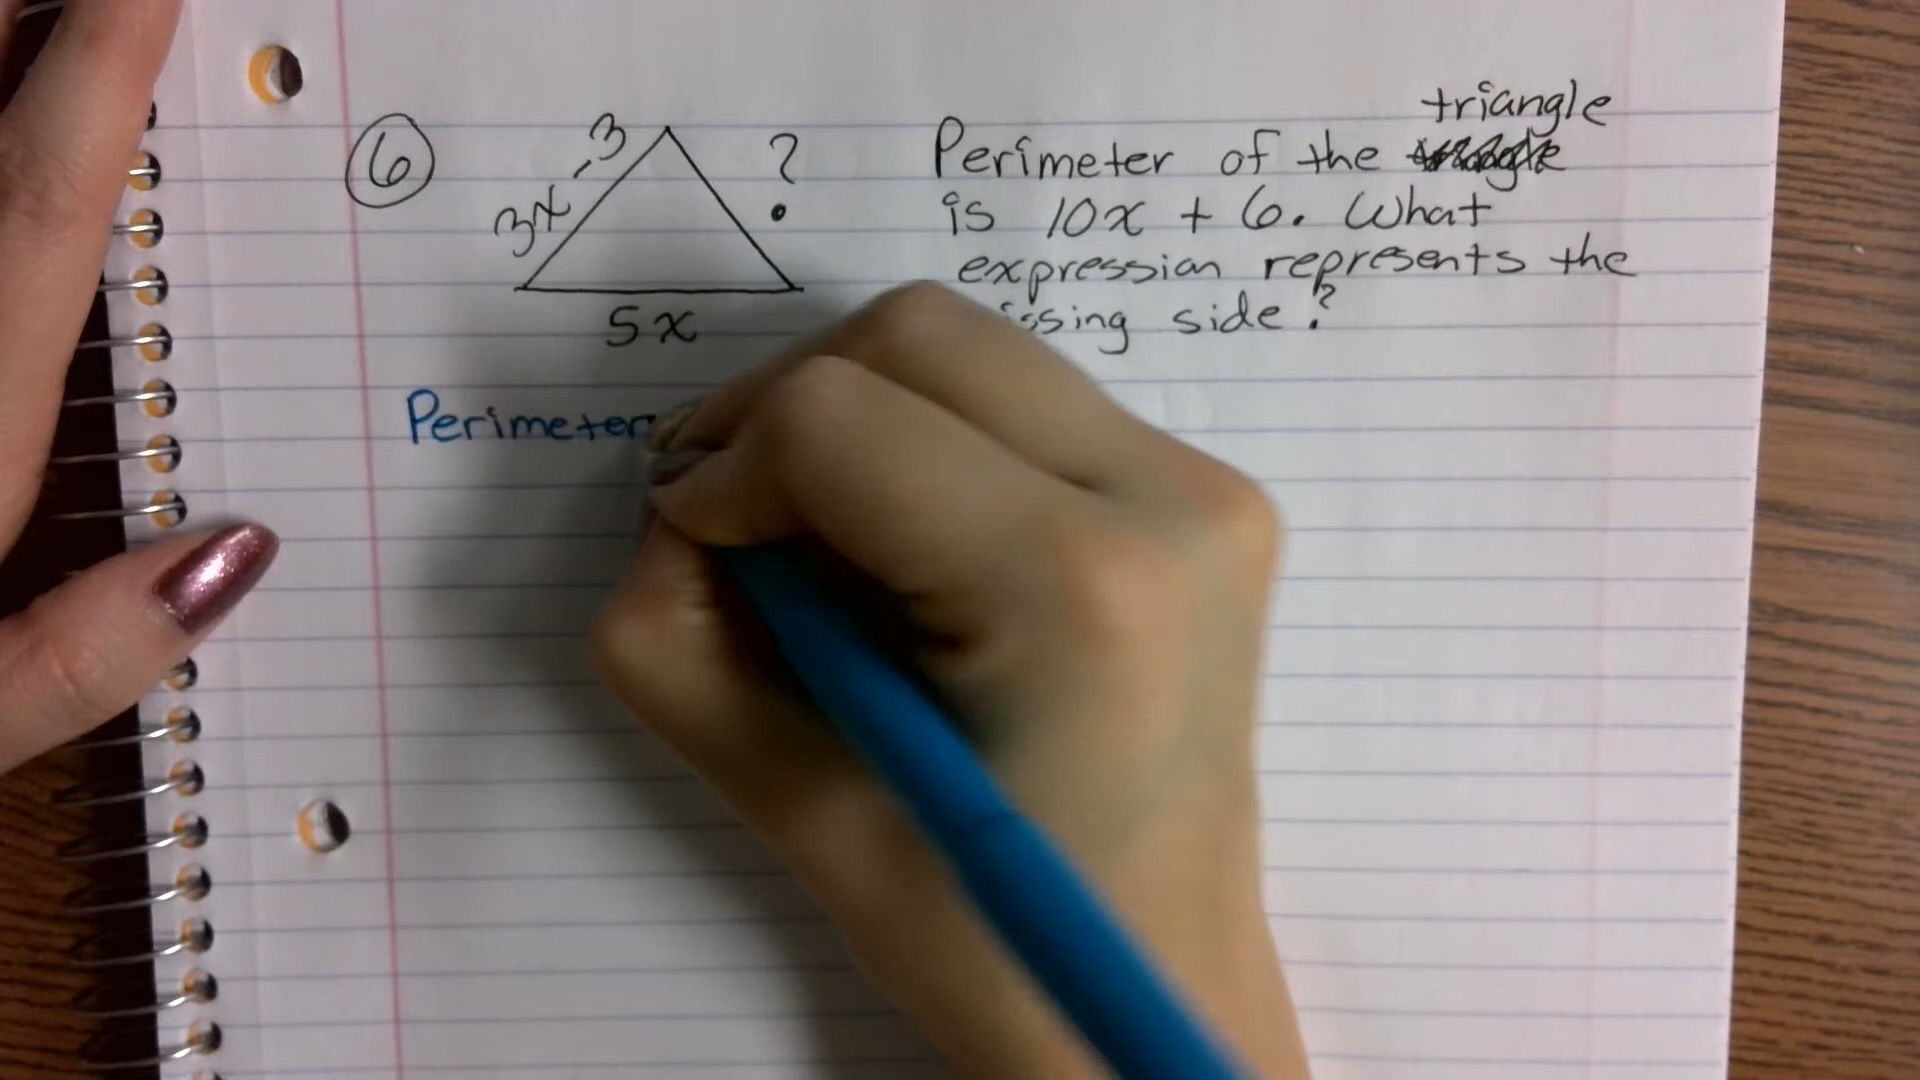 6
3x - 3
?
5x
triangle
Perimeter of the
is 10x + 6. What
expression represents the
side?
Perimeter